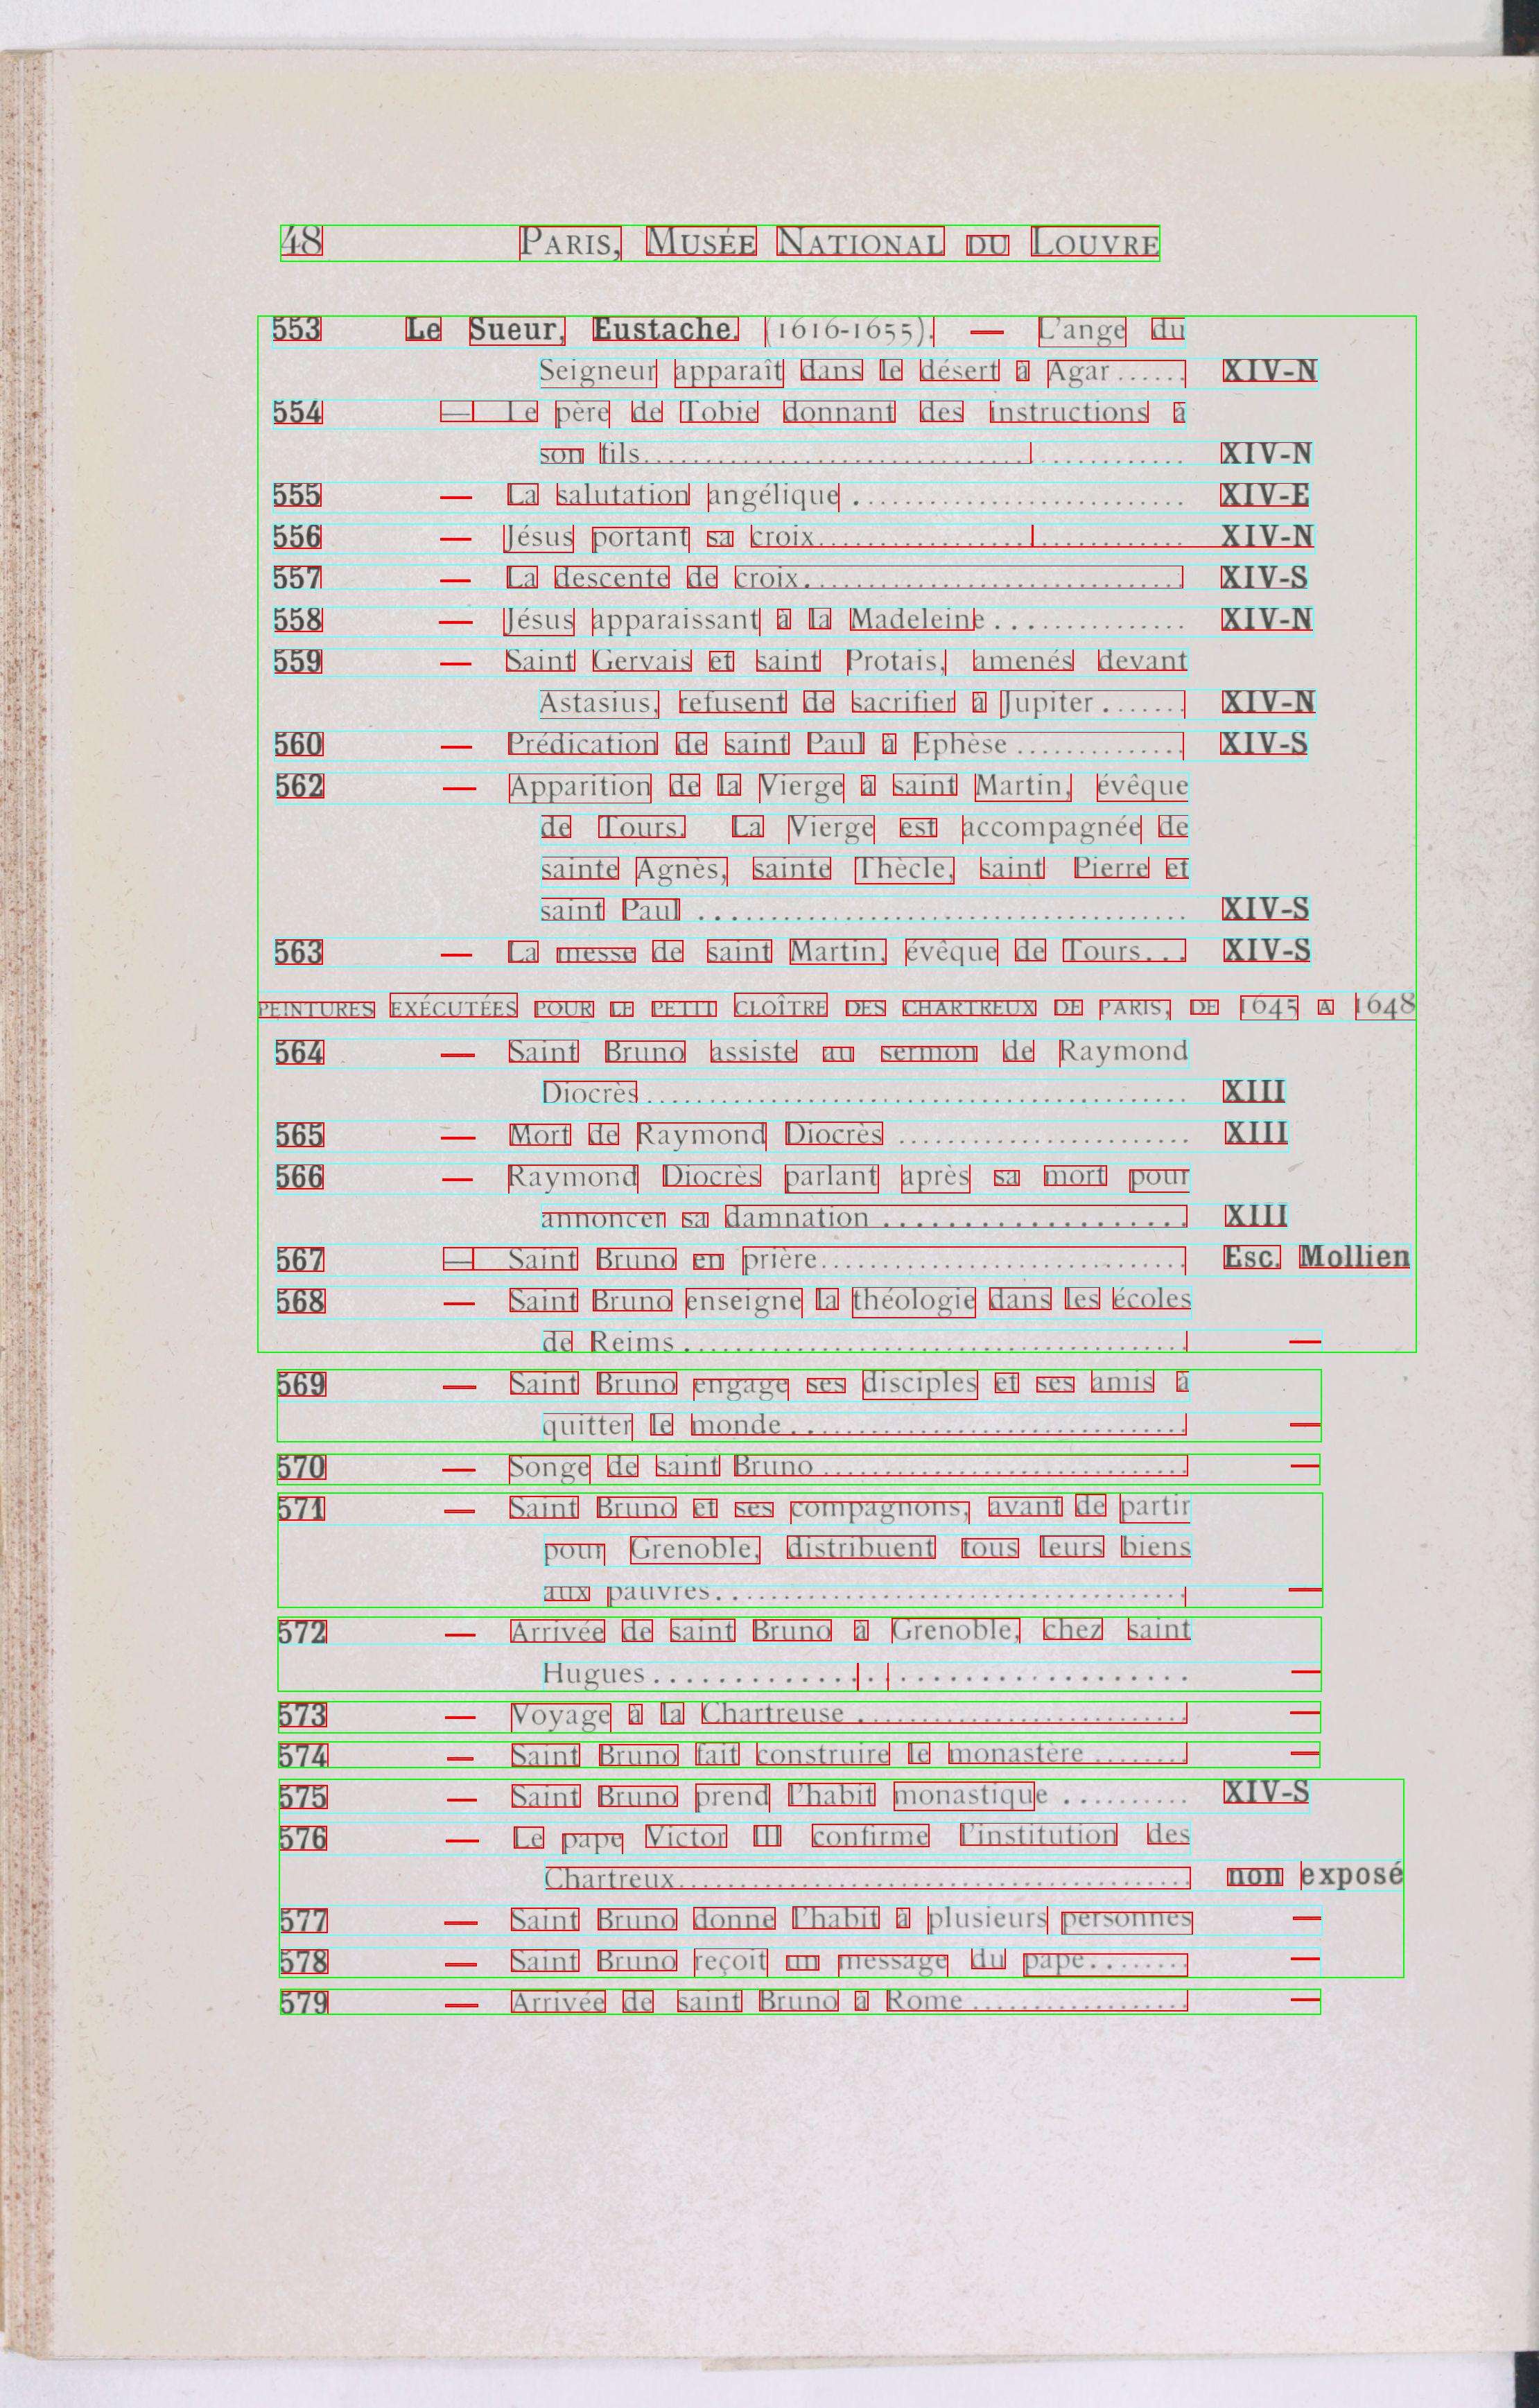 48 PARIS, MUSÉE NATIONAL DU LOUVRE
553 Le Sueur, Eustache. (1616-1655). — L'ange du
Seigneur apparaît dans le désert à Agar...... XIV-N
554 — Le père de Tobie donnant des instructions à
son fils............................................ XIV-N
555 — La salutation angélique ........................... XIV-E
556 — Jésus portant sa croix.............................. XIV-N
557 — La descente de croix............................... XIV-S
558 — Jésus apparaissant à la Madeleine................ XIV-N
559 — Saint Gervais et saint Protais, amenés devant
Astasius, refusent de sacrifier à Jupiter....... XIV-N
560 — Prédication de saint Paul à Ephèse.............. XIV-S
562 — Apparition de la Vierge à saint Martin, évêque
de Tours. La Vierge est accompagnée de
sainte Agnès, sainte Thècle, saint Pierre et
saint Paul ........................................ XIV-S
563 — La messe de saint Martin, évêque de Tours... XIV-S
PEINTURES EXÉCUTÉES POUR LE PETIT CLOÎTRE DES CHARTREUX DE PARIS, DE 1645 A 1648
564 — Saint Bruno assiste au sermon de Raymond
Diocrès............................................ XIII
565 — Mort de Raymond Diocrès ........................ XIII
566 — Raymond Diocrès parlant après sa mort pour
annoncer sa damnation ......................... XIII
567 — Saint Bruno en prière.............................. Esc. Mollien
568 — Saint Bruno enseigne la théologie dans les écoles
de Reims......................................... —
569 — Saint Bruno engage ses disciples et ses amis à
quitter le monde................................. —
570 — Songe de saint Bruno.............................. —
571 — Saint Bruno et ses compagnons, avant de partir
pour Grenoble, distribuent tous leurs biens
aux pauvres...................................... —
572 — Arrivée de saint Bruno à Grenoble, chez saint
Hugues............................................ —
573 — Voyage à la Chartreuse ........................... —
574 — Saint Bruno fait construire le monastère ........ —
575 — Saint Bruno prend l'habit monastique .......... XIV-S
576 — Le pape Victor III confirme l'institution des
Chartreux......................................... non exposé
577 — Saint Bruno donne l'habit à plusieurs personnes —
578 — Saint Bruno reçoit un message du pape........ —
579 — Arrivée de saint Bruno à Rome.................. —